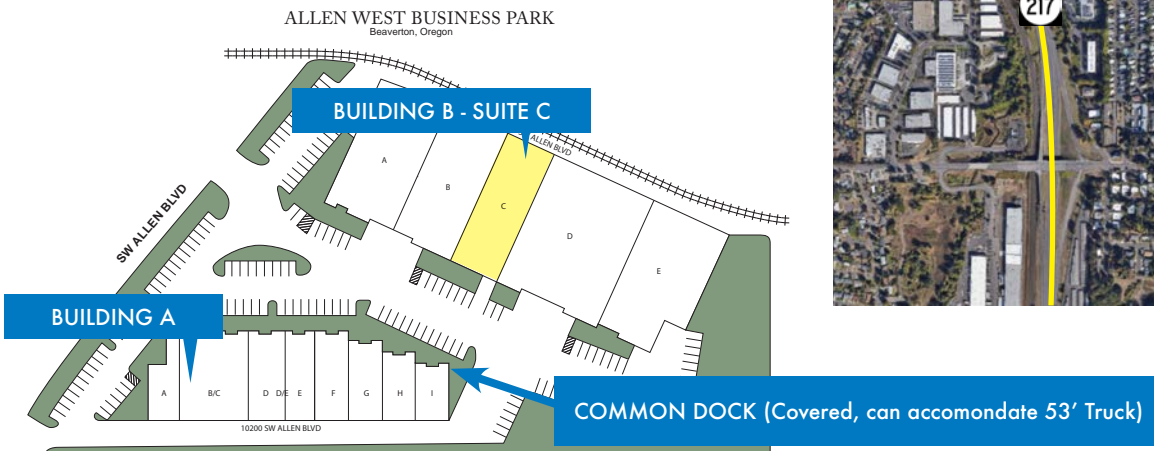 ALLEN WEST BUSINESS PARK
Beaverton, Oregon
217
BUILDING B - SUITE C
ALLEN BLVD
A
B
C
D
E
SW ALLEN BLVD
BUILDING A
A
B/C
D
D/E
E
F
G
H
I
10200 SW ALLEN BLVD
COMMON DOCK (Covered, can accomondate 53’ Truck)